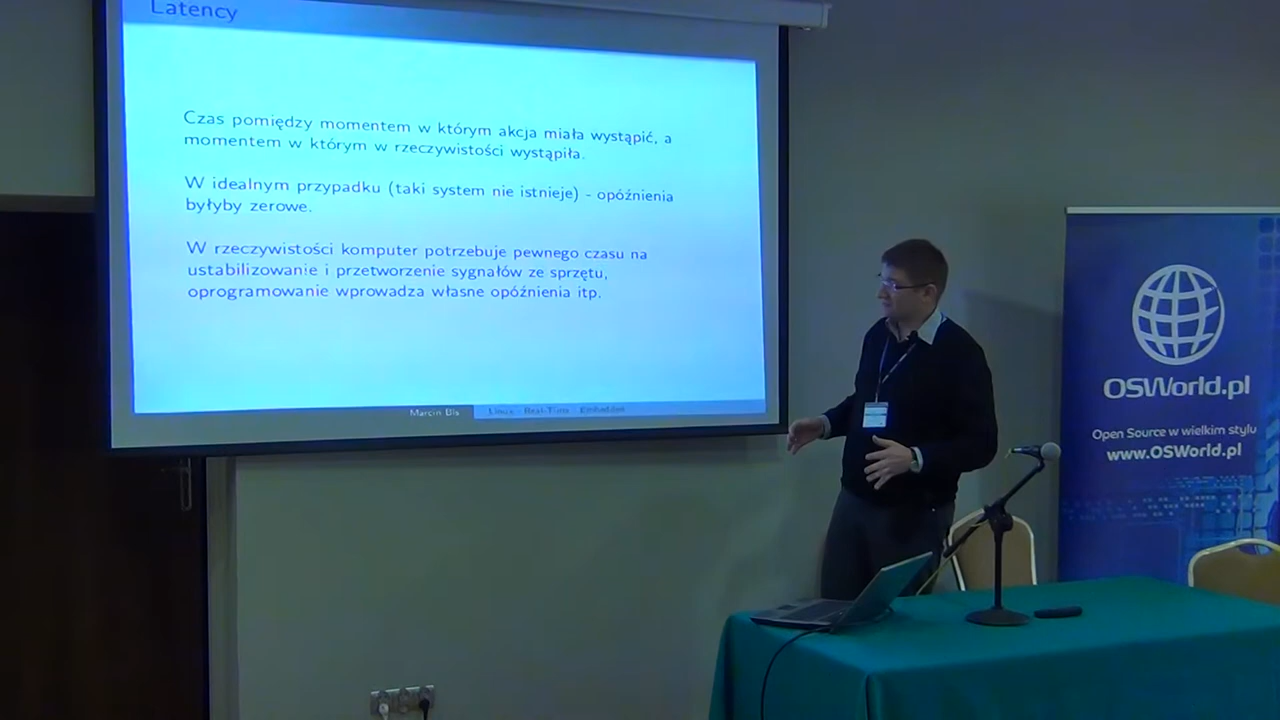 Latency
Czas pomiędzy momentem w którym akcja miała wystąpić, a
momentem w którym w rzeczywistości wystąpiła.
W idealnym przypadku (taki system nie istnieje) - opóźnienia
byłyby zerowe.
W rzeczywistości komputer potrzebuje pewnego czasu na
ustabilizowanie i przetworzenie sygnałów ze sprzętu,
oprogramowanie wprowadza własne opóźnienia itp.
Marcin Bis
Linux - Real-Time - Embedded
OSWorld.pl
Open Source w wielkim stylu
www.OSWorld.pl